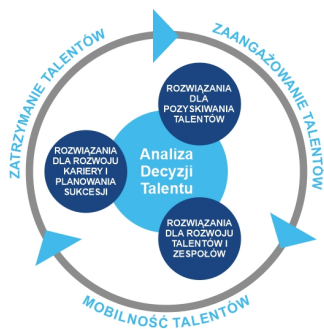 ZATRZYMANIE TALENTÓW
ZAANGAŻOWANIE TALENTÓW
ROZWIĄZANIA
DLA
POZYSKIWANIA
TALENTÓW
ROZWIĄZANIA
DLA ROZWOJU
KARIERY I
PLANOWANIA
SUKCESJI
Analiza
Decyzji
Talentu
ROZWIĄZANIA
DLA ROZWOJU
TALENTÓW I
ZESPOŁÓW
MOBILNOŚĆ TALENTÓW